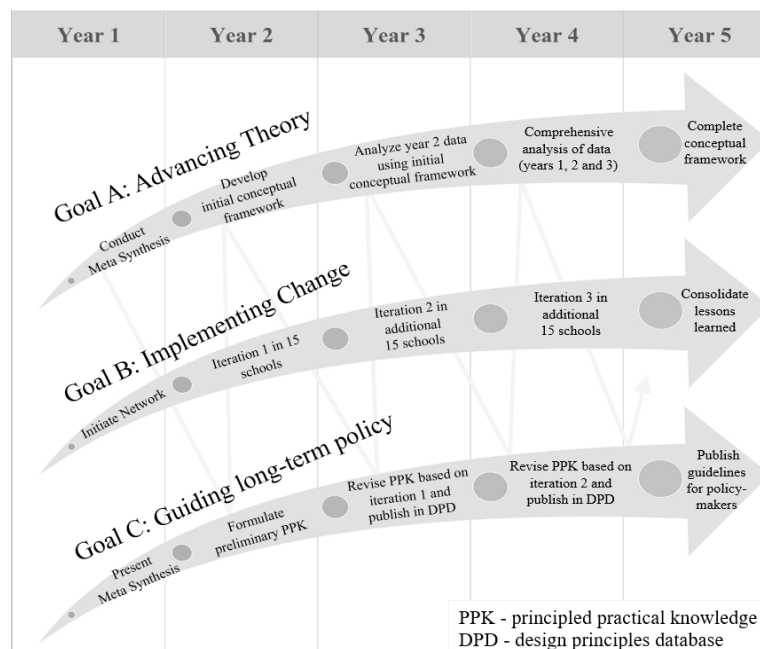 Year 1
Year 2
Year 3
Year 4
Year 5
Goal A: Advancing Theory
Conduct
Meta Synthesis
Develop
initial conceptual
framework
Analyze year 2 data
using initial
conceptual framework
Comprehensive
analysis of data
(years 1, 2 and 3)
Complete
conceptual
framework
Goal B: Implementing Change
Initiate Network
Iteration 1 in 15
schools
Iteration 2 in
additional
15 schools
Iteration 3 in
additional
15 schools
Consolidate
lessons
learned
Goal C: Guiding long-term policy
Present
Meta Synthesis
Formulate
preliminary PPK
Revise PPK based on
iteration 1 and
publish in DPD
Revise PPK based on
iteration 2 and
publish in DPD
Publish
guidelines
for policy-
makers
PPK - principled practical knowledge
DPD - design principles database